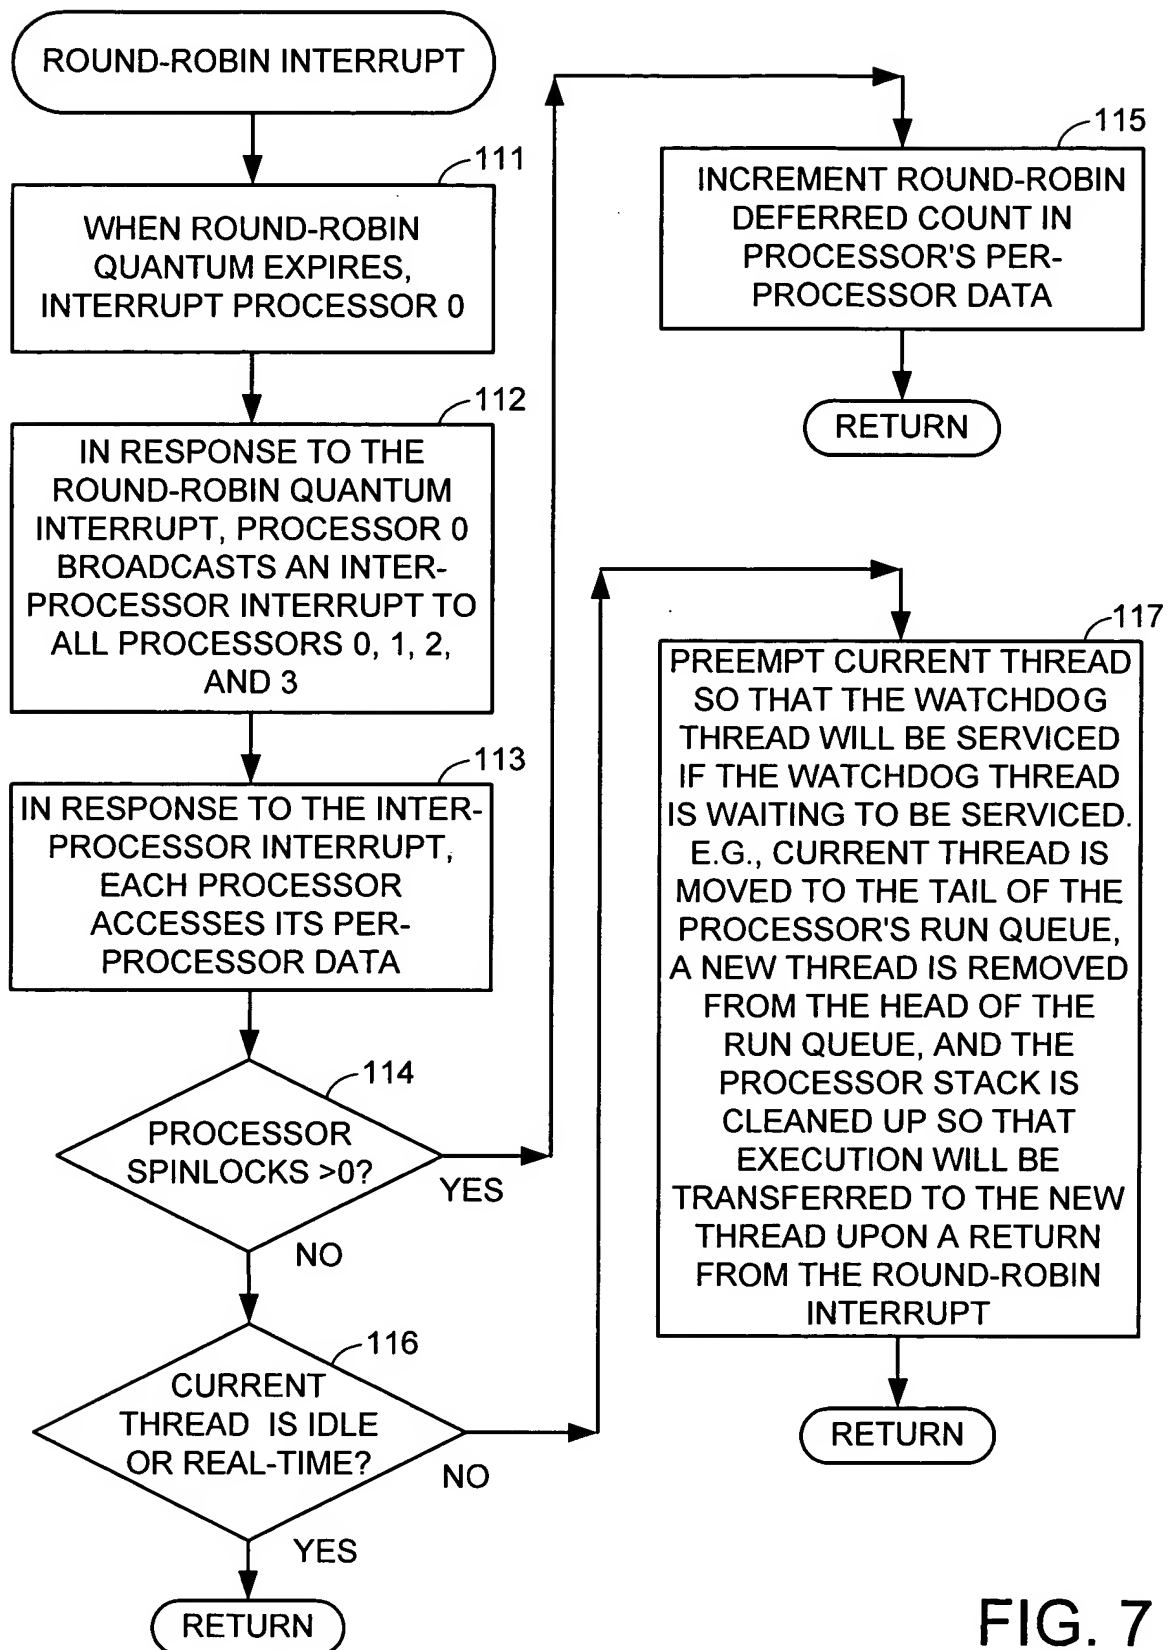 ROUND-ROBIN INTERRUPT
111
WHEN ROUND-ROBIN
QUANTUM EXPIRES,
INTERRUPT PROCESSOR 0
112
IN RESPONSE TO THE
ROUND-ROBIN QUANTUM
INTERRUPT, PROCESSOR 0
BROADCASTS AN INTER-
PROCESSOR INTERRUPT TO
ALL PROCESSORS 0, 1, 2,
AND 3
113
IN RESPONSE TO THE INTER-
PROCESSOR INTERRUPT,
EACH PROCESSOR
ACCESSES ITS PER-
PROCESSOR DATA
114
PROCESSOR
SPINLOCKS >0?
YES
NO
116
CURRENT
THREAD IS IDLE
OR REAL-TIME?
NO
YES
RETURN
115
INCREMENT ROUND-ROBIN
DEFERRED COUNT IN
PROCESSOR'S PER-
PROCESSOR DATA
RETURN
117
PREEMPT CURRENT THREAD
SO THAT THE WATCHDOG
THREAD WILL BE SERVICED
IF THE WATCHDOG THREAD
IS WAITING TO BE SERVICED.
E.G., CURRENT THREAD IS
MOVED TO THE TAIL OF THE
PROCESSOR'S RUN QUEUE,
A NEW THREAD IS REMOVED
FROM THE HEAD OF THE
RUN QUEUE, AND THE
PROCESSOR STACK IS
CLEANED UP SO THAT
EXECUTION WILL BE
TRANSFERRED TO THE NEW
THREAD UPON A RETURN
FROM THE ROUND-ROBIN
INTERRUPT
RETURN
FIG. 7